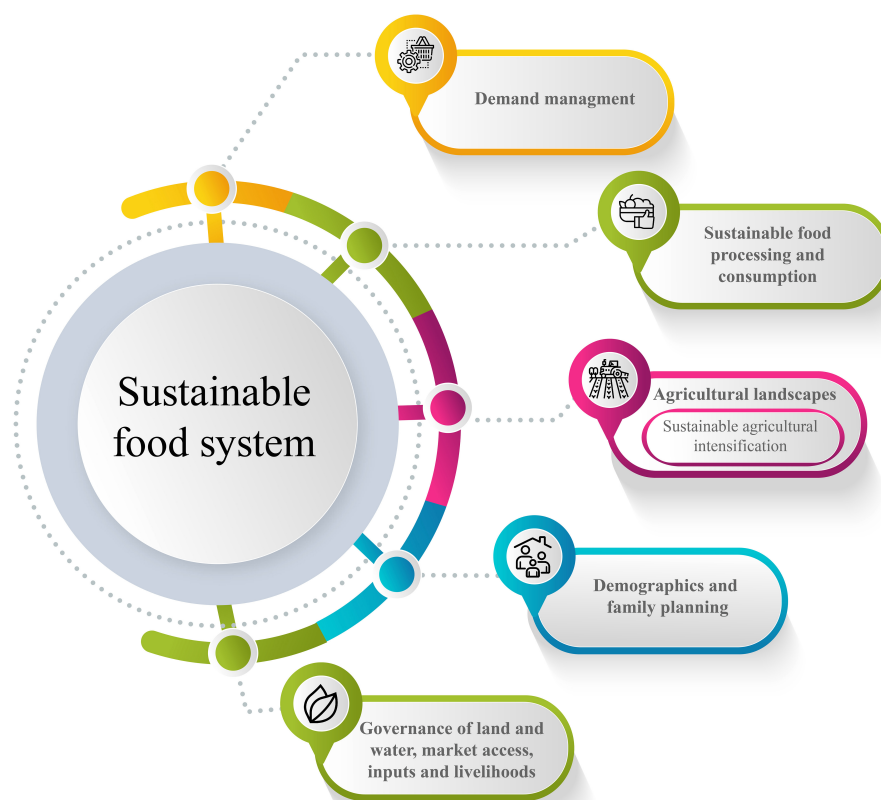 Demand managment
Sustainable food
processing and
consumption
Sustainable
food system
Agricultural landscapes
Sustainable agricultural
intensification
Demographics and
family planning
Governance of land and
water, market access,
inputs and livelihoods